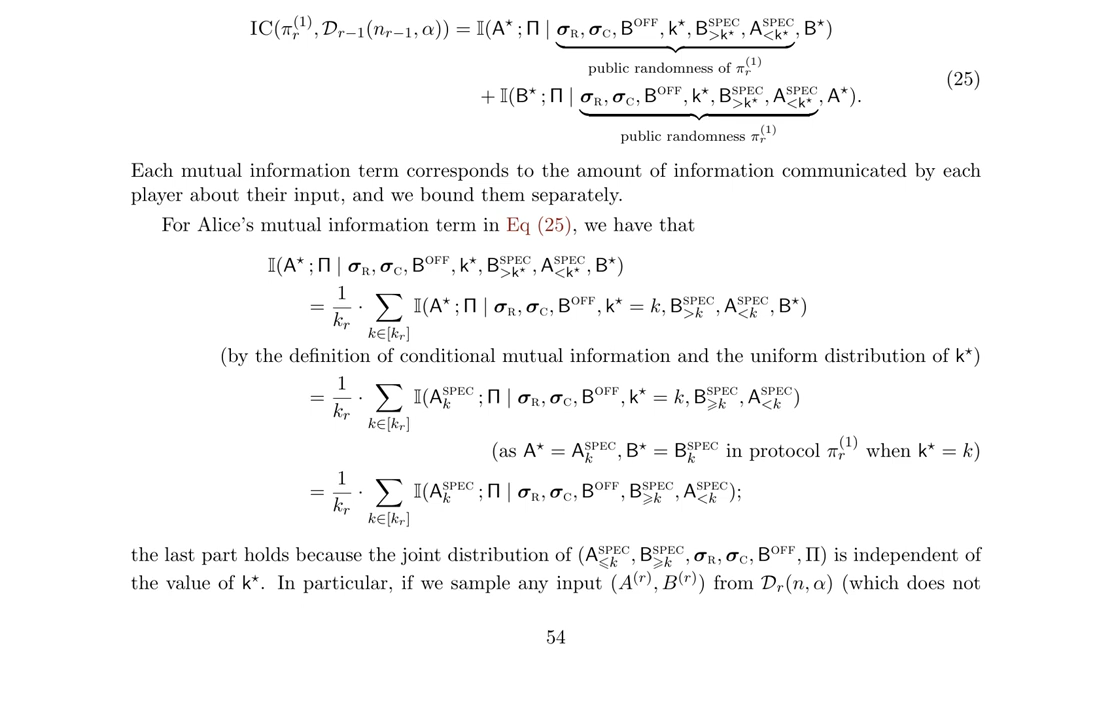 IC(π_r^{(1)}, 𝒟_{r−1}(n_{r−1}, α)) = 𝕀(A⋆ ; Π | σ_R, σ_C, B^{OFF}, k⋆, B^{SPEC}_{>k⋆}, A^{SPEC}_{<k⋆}, B⋆)
public randomness of π_r^{(1)}
(25)
+ 𝕀(B⋆ ; Π | σ_R, σ_C, B^{OFF}, k⋆, B^{SPEC}_{>k⋆}, A^{SPEC}_{<k⋆}, A⋆).
public randomness π_r^{(1)}
Each mutual information term corresponds to the amount of information communicated by each
player about their input, and we bound them separately.
For Alice's mutual information term in Eq (25), we have that
𝕀(A⋆ ; Π | σ_R, σ_C, B^{OFF}, k⋆, B^{SPEC}_{>k⋆}, A^{SPEC}_{<k⋆}, B⋆)
= \frac{1}{k_r} · ∑_{k∈[k_r]} 𝕀(A⋆ ; Π | σ_R, σ_C, B^{OFF}, k⋆ = k, B^{SPEC}_{>k}, A^{SPEC}_{<k}, B⋆)
(by the definition of conditional mutual information and the uniform distribution of k⋆)
= \frac{1}{k_r} · ∑_{k∈[k_r]} 𝕀(A^{SPEC}_k ; Π | σ_R, σ_C, B^{OFF}, k⋆ = k, B^{SPEC}_{⩾k}, A^{SPEC}_{<k})
(as A⋆ = A^{SPEC}_k, B⋆ = B^{SPEC}_k in protocol π_r^{(1)} when k⋆ = k)
= \frac{1}{k_r} · ∑_{k∈[k_r]} 𝕀(A^{SPEC}_k ; Π | σ_R, σ_C, B^{OFF}, B^{SPEC}_{⩾k}, A^{SPEC}_{<k});
the last part holds because the joint distribution of (A^{SPEC}_{⩽k}, B^{SPEC}_{⩾k}, σ_R, σ_C, B^{OFF}, Π) is independent of
the value of k⋆. In particular, if we sample any input (A^{(r)}, B^{(r)}) from 𝒟_r(n, α) (which does not
54